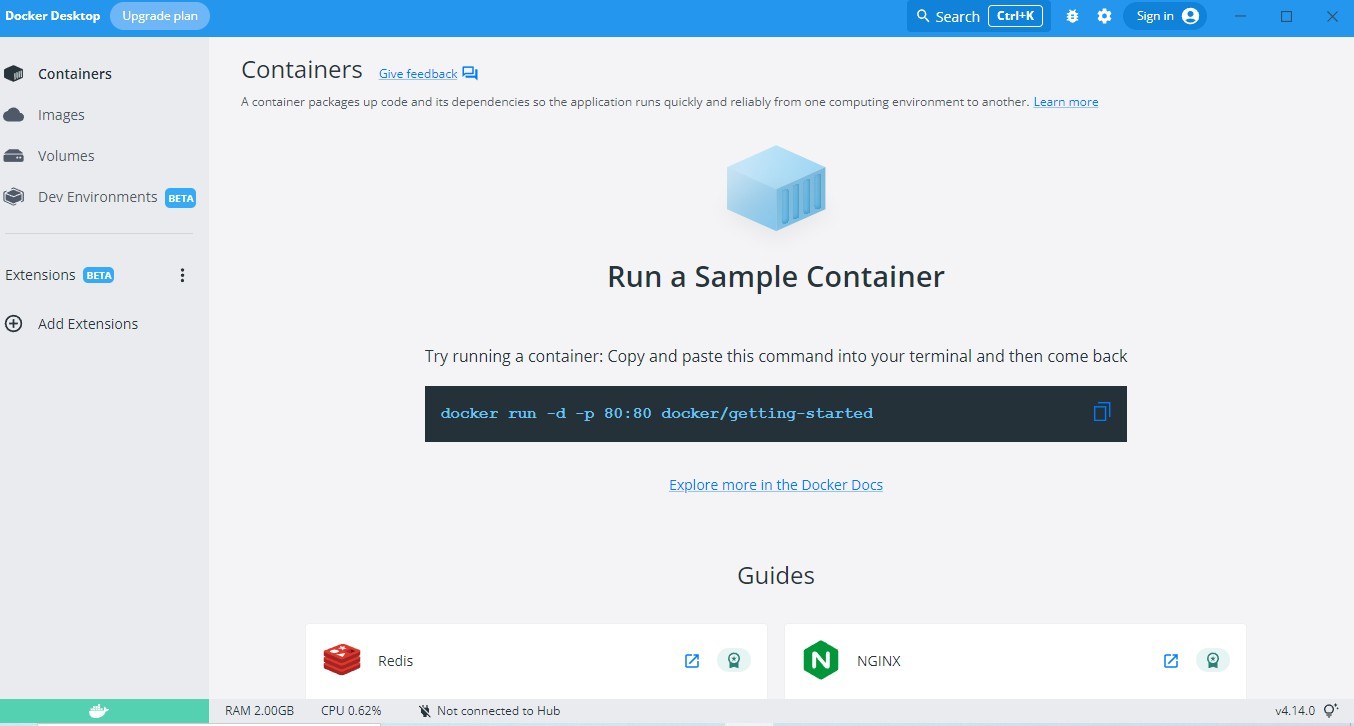 Docker Desktop Upgrade plan Search Ctrl+K Sign in
Containers
Images
Volumes
Dev Environments BETA
Extensions BETA
Add Extensions
Containers Give feedback
A container packages up code and its dependencies so the application runs quickly and reliably from one computing environment to another. Learn more
Run a Sample Container
Try running a container: Copy and paste this command into your terminal and then come back
docker run -d -p 80:80 docker/getting-started
Explore more in the Docker Docs
Guides
Redis
N NGINX
RAM 2.00GB CPU 0.62% Not connected to Hub v4.14.0